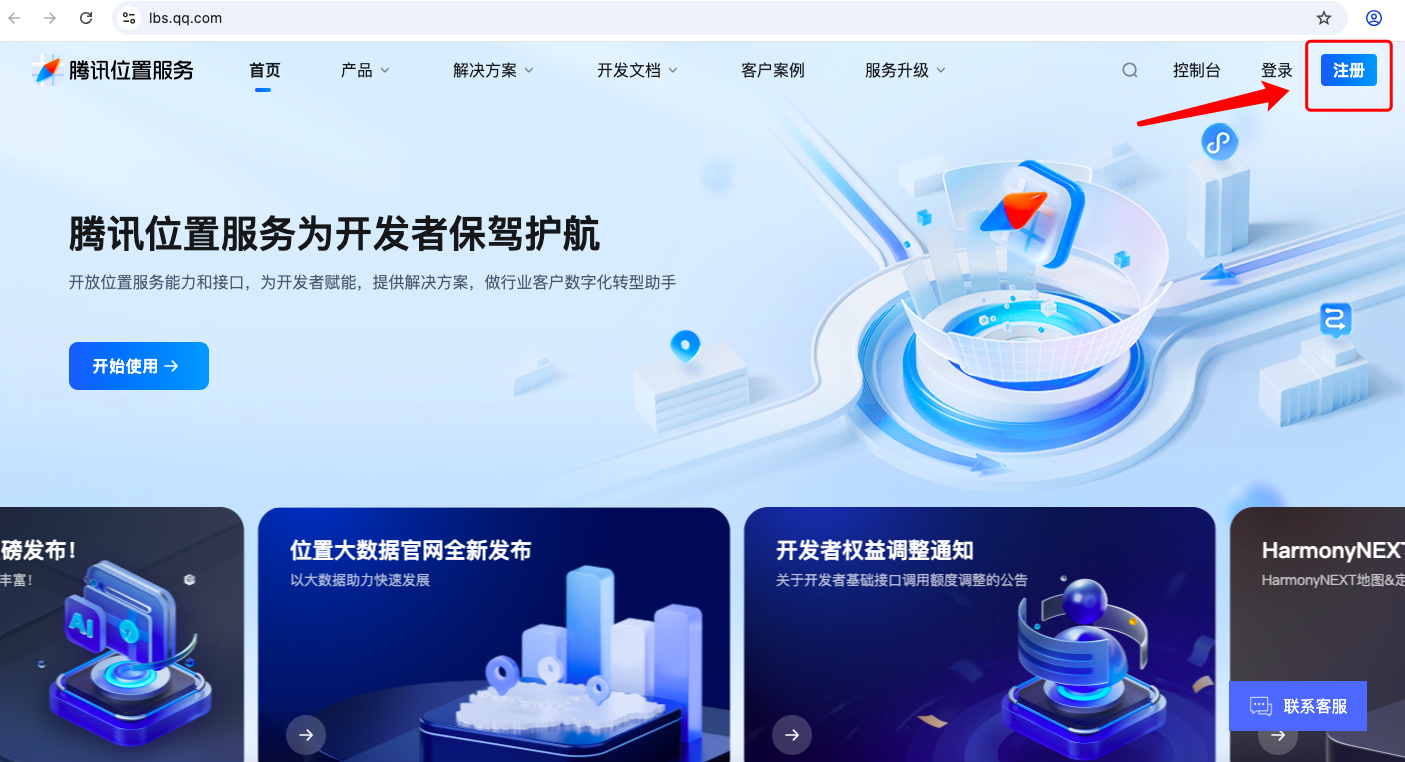 lbs.qq.com
腾讯位置服务
首页
产品
解决方案
开发文档
客户案例
服务升级
控制台
登录
注册
腾讯位置服务为开发者保驾护航
开放位置服务能力和接口，为开发者赋能，提供解决方案，做行业客户数字化转型助手
开始使用
磅发布！
丰富！
AI
位置大数据官网全新发布
以大数据助力快速发展
开发者权益调整通知
关于开发者基础接口调用额度调整的公告
HarmonyNEXT
HarmonyNEXT地图&定
联系客服